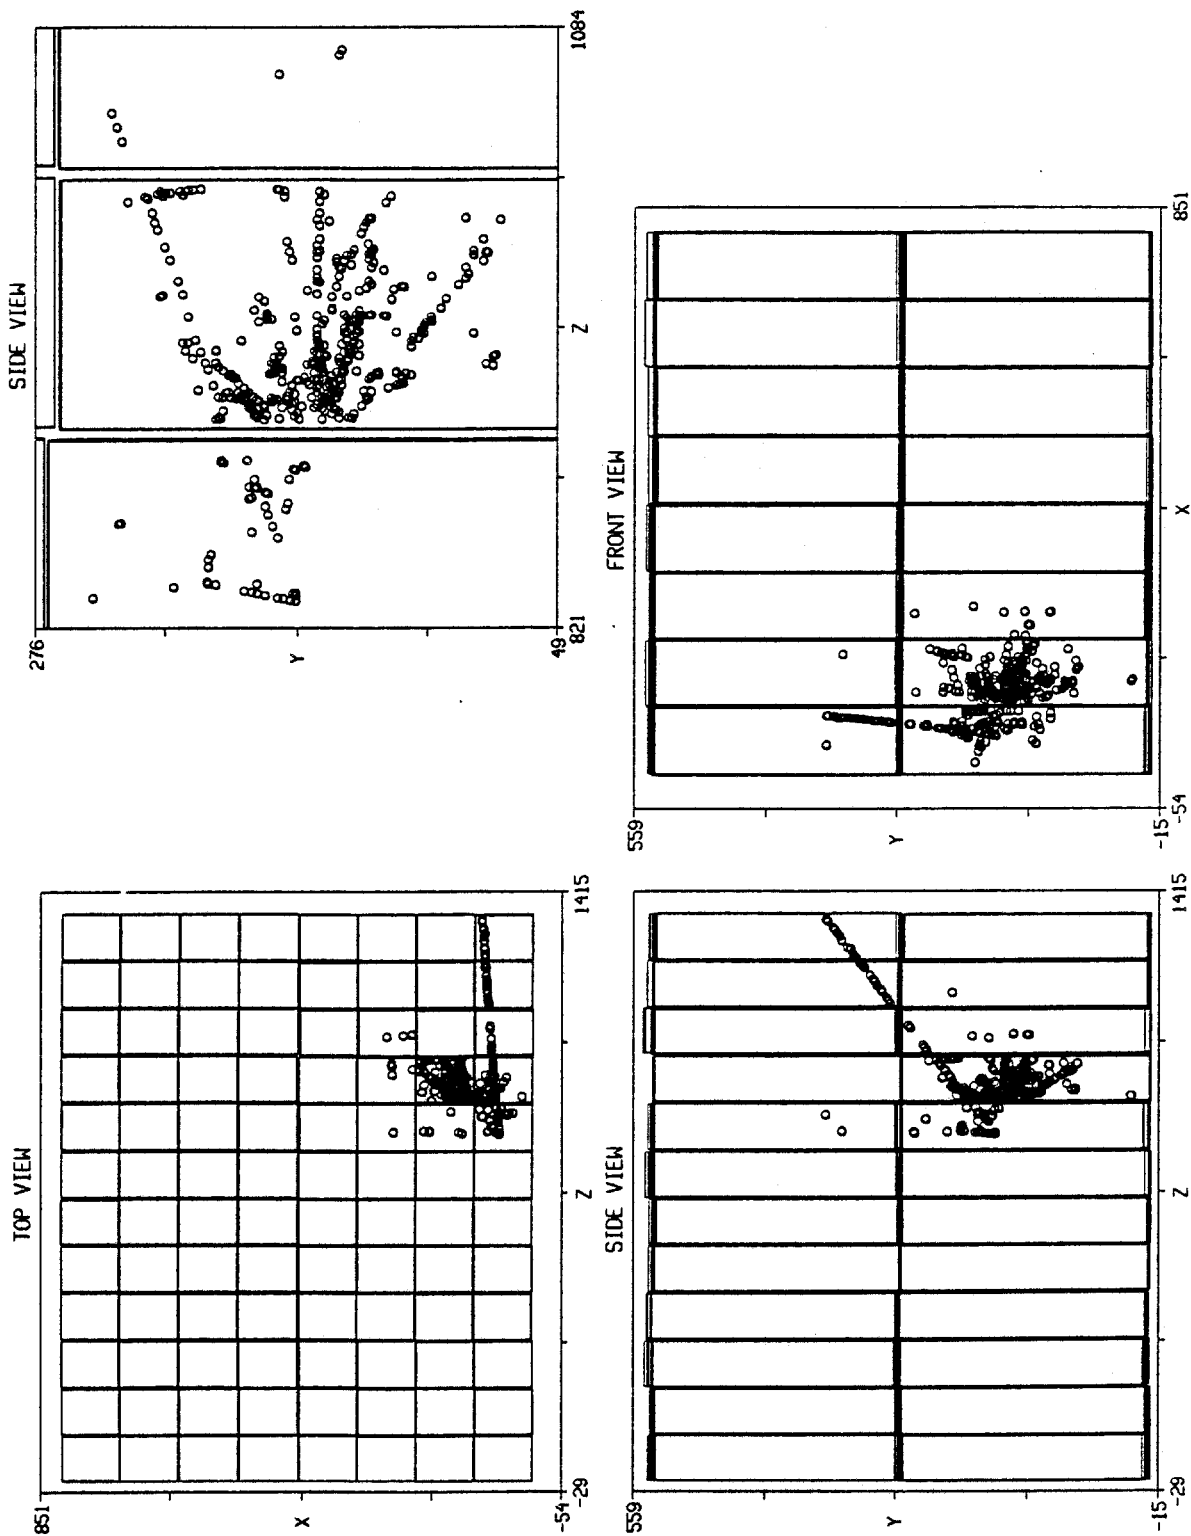 SIDE VIEW
276
Y
49
821
Z
1084
TOP VIEW
851
X
-54
-29
Z
1415
FRONT VIEW
559
Y
-15
-54
X
851
SIDE VIEW
559
Y
-15
-29
Z
1415